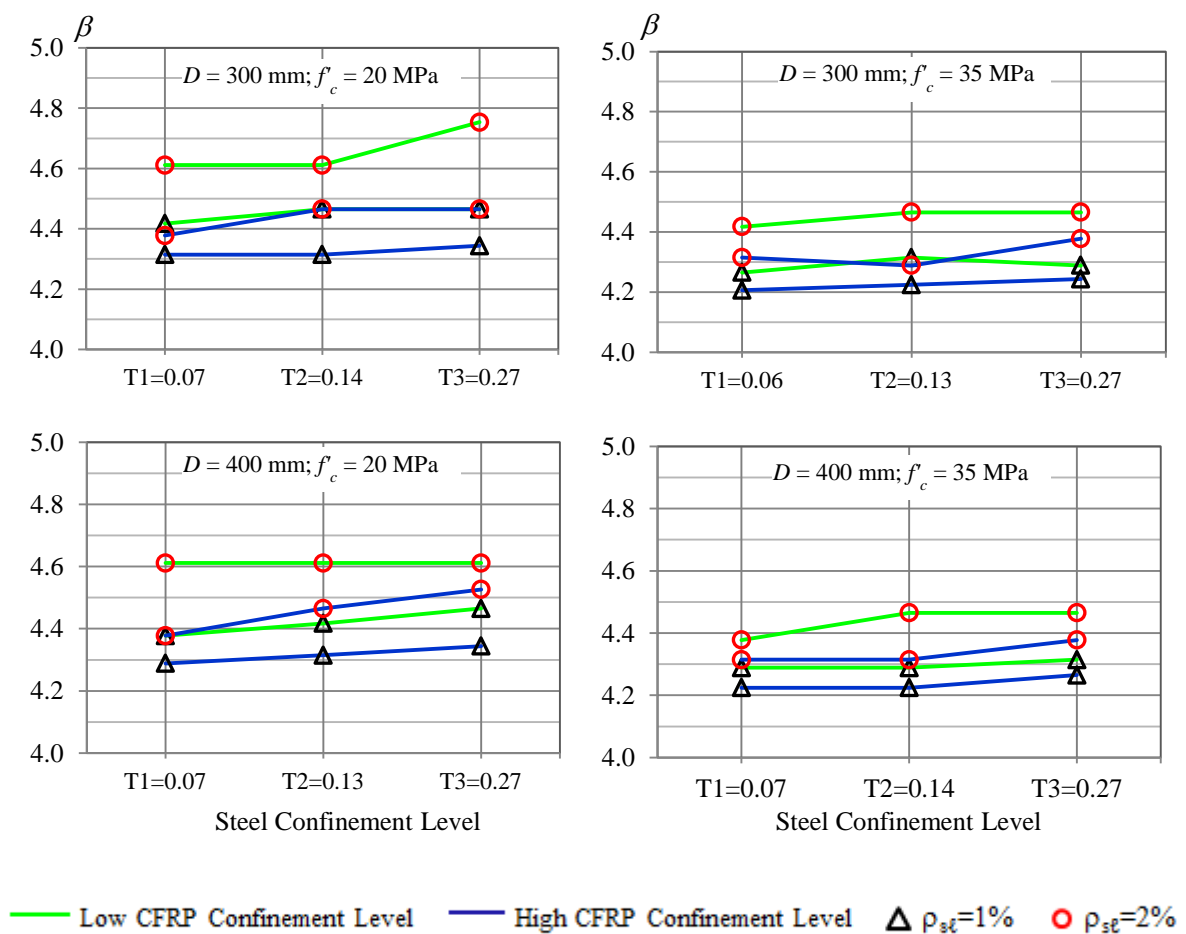 β
5.0
4.8
4.6
4.4
4.2
4.0
D = 300 mm; f′c = 20 MPa
T1=0.07 T2=0.14 T3=0.27
β
5.0
4.8
4.6
4.4
4.2
4.0
D = 300 mm; f′c = 35 MPa
T1=0.06 T2=0.13 T3=0.27
5.0
4.8
4.6
4.4
4.2
4.0
D = 400 mm; f′c = 20 MPa
T1=0.07 T2=0.13 T3=0.27
Steel Confinement Level
5.0
4.8
4.6
4.4
4.2
4.0
D = 400 mm; f′c = 35 MPa
T1=0.07 T2=0.14 T3=0.27
Steel Confinement Level
Low CFRP Confinement Level High CFRP Confinement Level ρsℓ=1% ρsℓ=2%